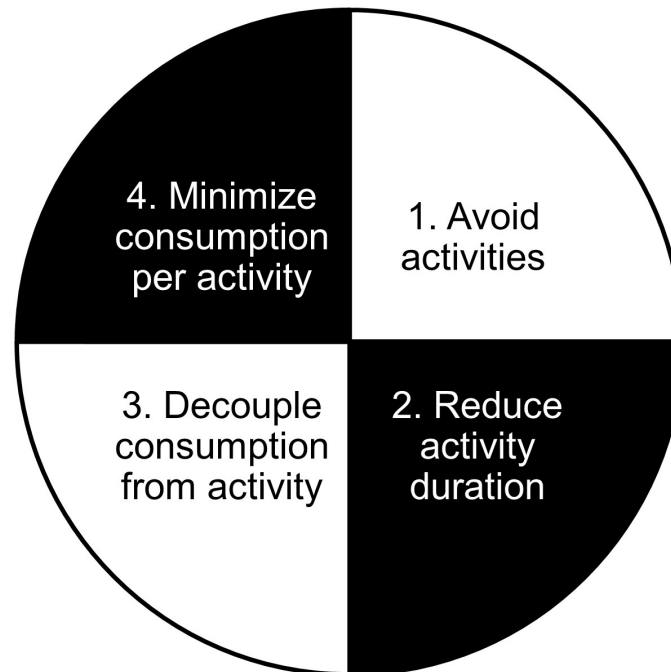 1. Avoid
activities
2. Reduce
activity
duration
3. Decouple
consumption
from activity
4. Minimize
consumption
per activity